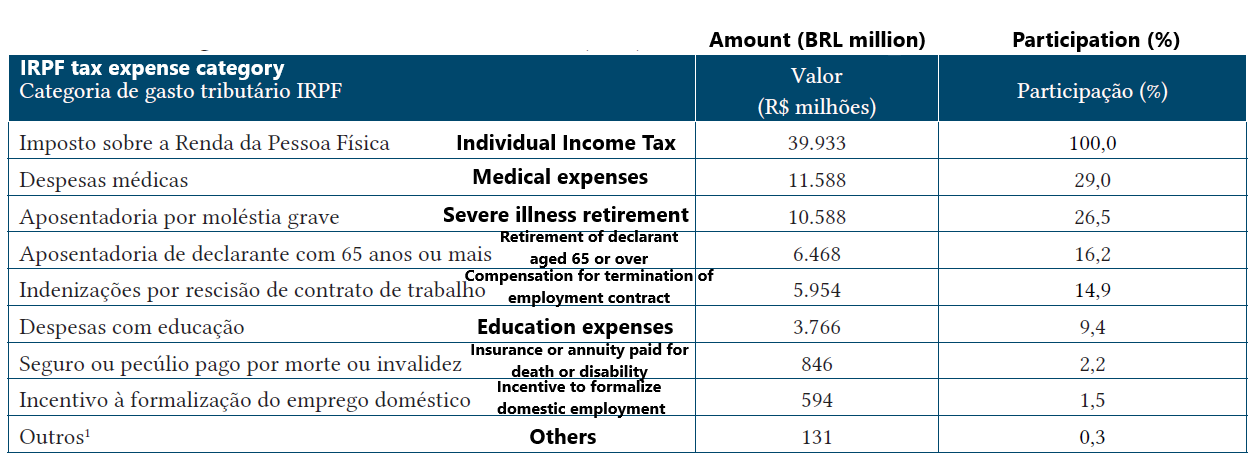 Amount (BRL million) Participation (%)
IRPF tax expense category
Categoria de gasto tributário IRPF Valor (R$ milhões) Participação (%)
Imposto sobre a Renda da Pessoa Física Individual Income Tax 39.933 100,0
Despesas médicas Medical expenses 11.588 29,0
Aposentadoria por moléstia grave Severe illness retirement 10.588 26,5
Aposentadoria de declarante com 65 anos ou mais Retirement of declarant aged 65 or over 6.468 16,2
Indenizações por rescisão de contrato de trabalho Compensation for termination of employment contract 5.954 14,9
Despesas com educação Education expenses 3.766 9,4
Seguro ou pecúlio pago por morte ou invalidez Insurance or annuity paid for death or disability 846 2,2
Incentivo à formalização do emprego doméstico Incentive to formalize domestic employment 594 1,5
Outros¹ Others 131 0,3